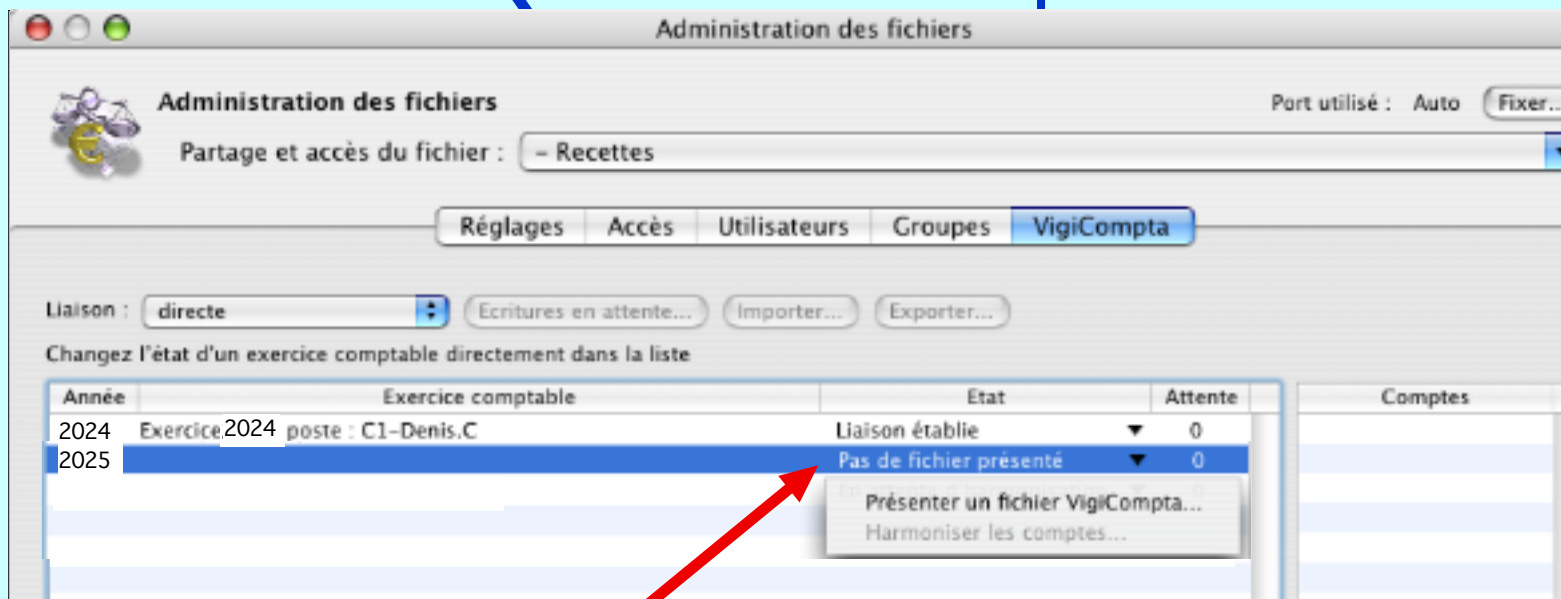 Administration des fichiers
Administration des fichiers
Port utilisé : Auto Fixer...
Partage et accès du fichier : – Recettes
Réglages Accès Utilisateurs Groupes VigiCompta
Liaison : directe Ecritures en attente... Importer... Exporter...
Changez l'état d'un exercice comptable directement dans la liste
Année Exercice comptable Etat Attente Comptes
2024 Exercice 2024 poste : C1-Denis.C Liaison établie 0
2025 Pas de fichier présenté 0
Présenter un fichier VigiCompta...
Harmoniser les comptes...